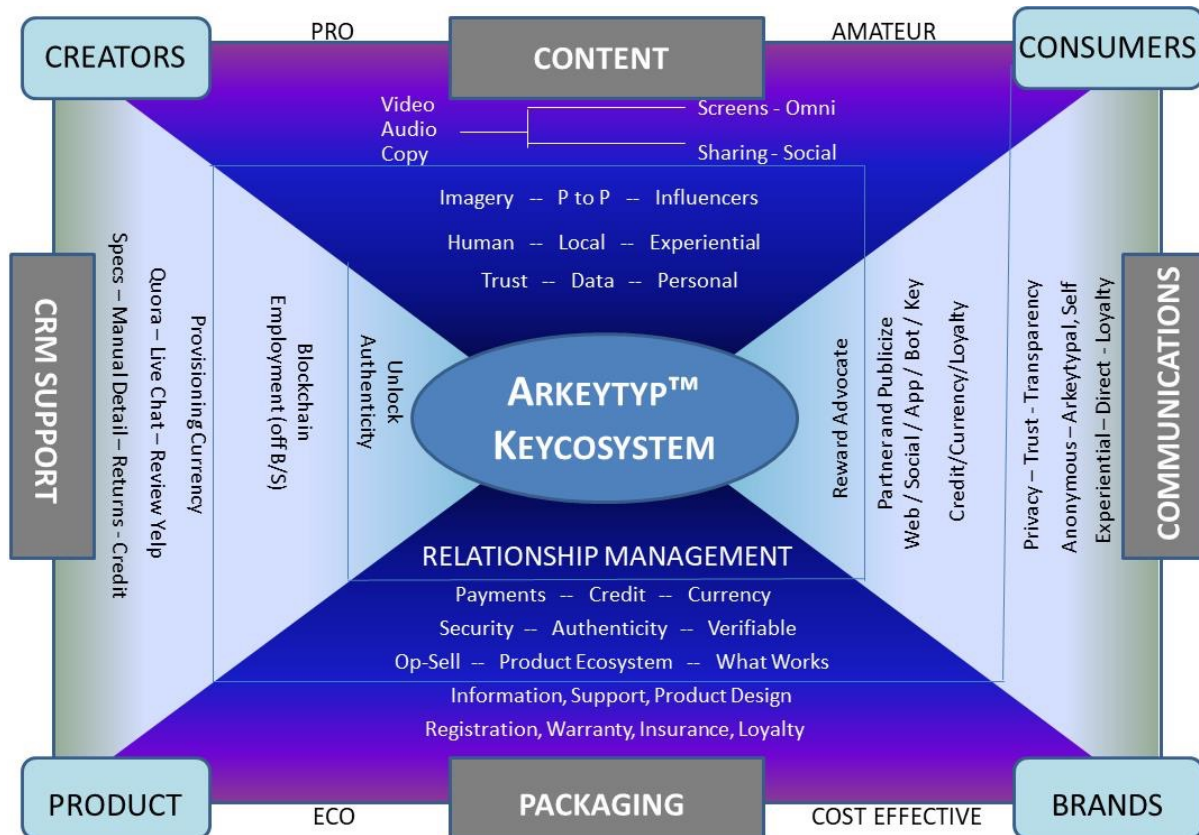 CREATORS
PRO
CONTENT
AMATEUR
CONSUMERS
Video
Audio
Copy
Screens - Omni
Sharing - Social
Imagery -- P to P -- Influencers
Human -- Local -- Experiential
Trust -- Data -- Personal
CRM SUPPORT
Specs – Manual Detail – Returns - Credit
Quora – Live Chat – Review Yelp
Provisioning Currency
Employment (off B/S)
Blockchain
Authenticity
Unlock
ARKEYTYP™
KEYCOSYSTEM
Reward Advocate
Partner and Publicize
Web / Social / App / Bot / Key
Credit/Currency/Loyalty
Privacy – Trust - Transparency
Anonymous – Arkeytypal, Self
Experiential – Direct - Loyalty
COMMUNICATIONS
RELATIONSHIP MANAGEMENT
Payments -- Credit -- Currency
Security -- Authenticity -- Verifiable
Op-Sell -- Product Ecosystem -- What Works
Information, Support, Product Design
Registration, Warranty, Insurance, Loyalty
PRODUCT
ECO
PACKAGING
COST EFFECTIVE
BRANDS